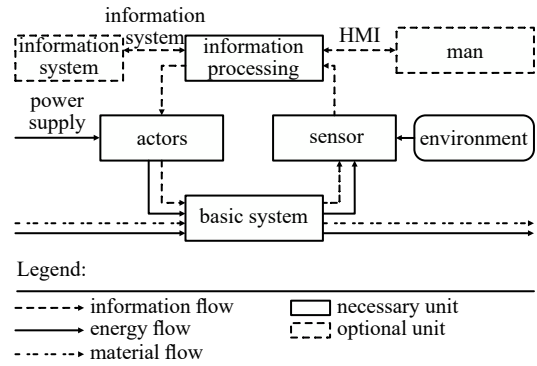 information
system
information
system
information
processing
HMI
man
power
supply
actors
sensor
environment
basic system
Legend:
information flow
necessary unit
energy flow
optional unit
material flow